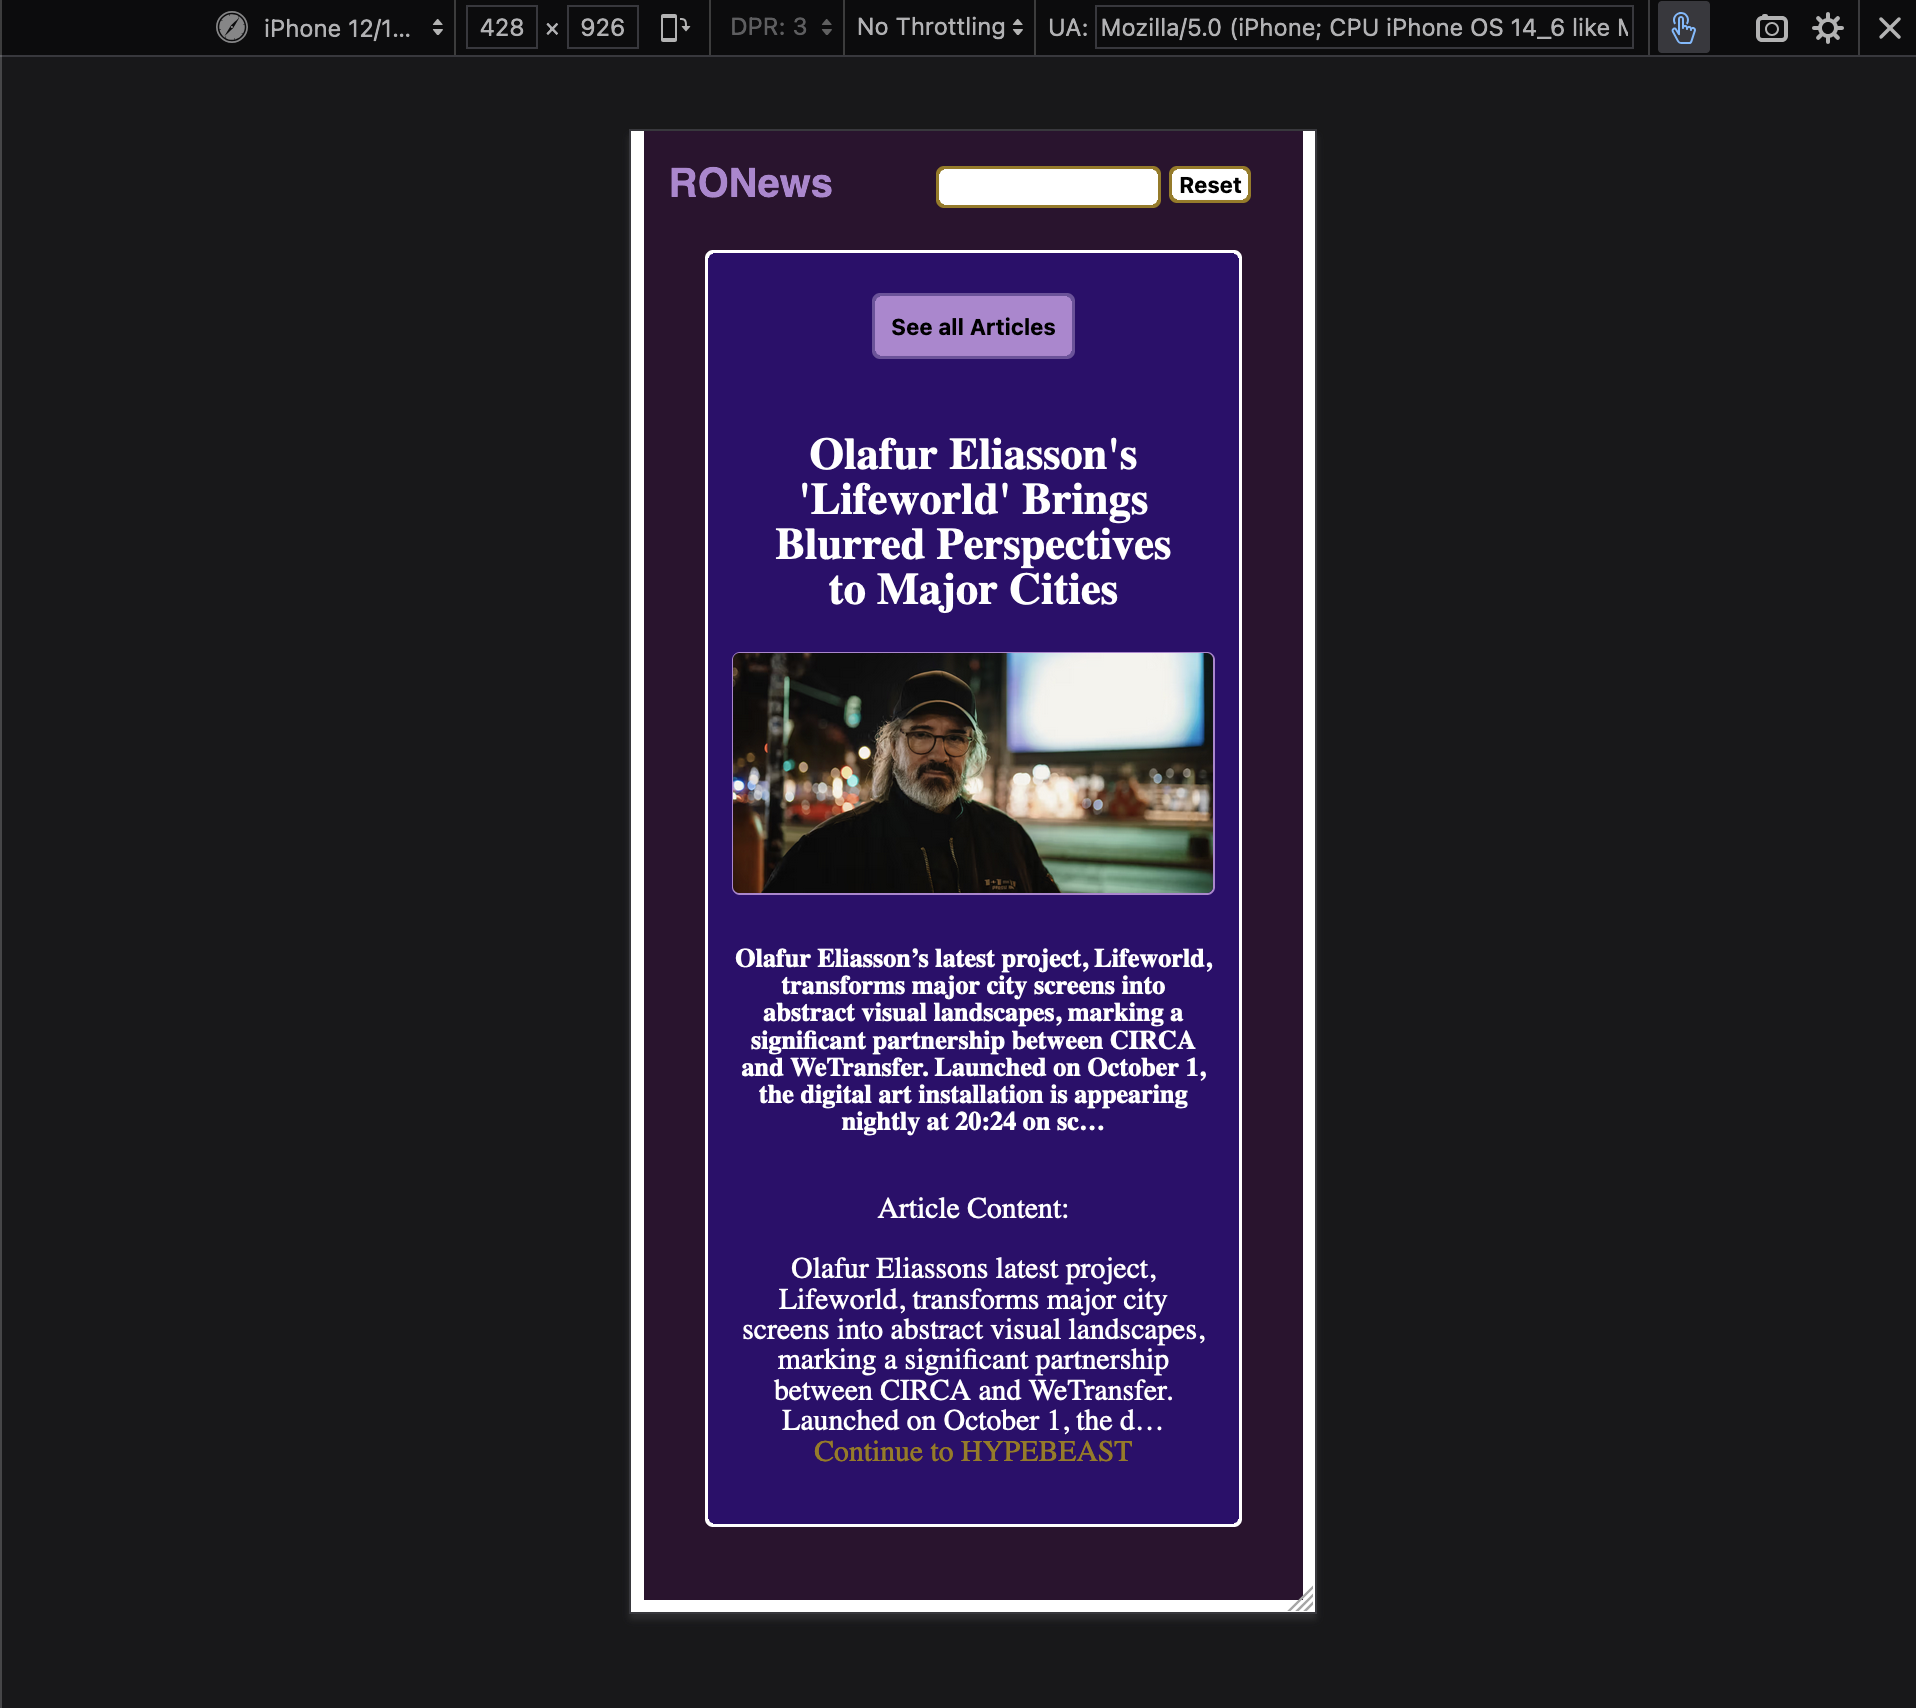 iPhone 12/1... 428 × 926 DPR: 3 No Throttling UA: Mozilla/5.0 (iPhone; CPU iPhone OS 14_6 like
RONews
Reset
See all Articles
Olafur Eliasson's
'Lifeworld' Brings
Blurred Perspectives
to Major Cities
Olafur Eliasson’s latest project, Lifeworld,
transforms major city screens into
abstract visual landscapes, marking a
significant partnership between CIRCA
and WeTransfer. Launched on October 1,
the digital art installation is appearing
nightly at 20:24 on sc…
Article Content:
Olafur Eliassons latest project,
Lifeworld, transforms major city
screens into abstract visual landscapes,
marking a significant partnership
between CIRCA and WeTransfer.
Launched on October 1, the d…
Continue to HYPEBEAST